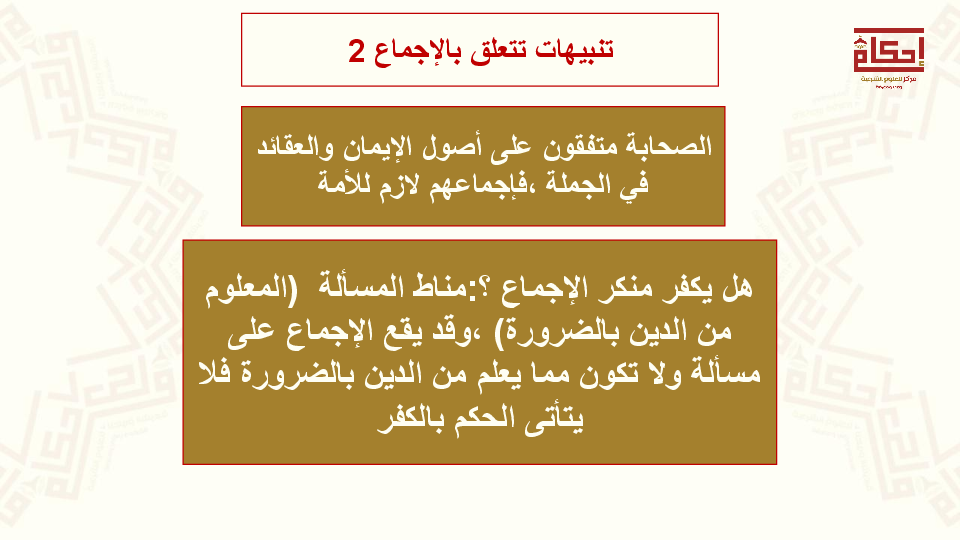 تنبيهات تتعلق بالإجماع 2
إحكام
مركز للعلوم الشرعية
الصحابة متفقون على أصول الإيمان والعقائد
في الجملة ،فإجماعهم لازم للأمة
هل يكفر منكر الإجماع ؟:مناط المسألة (المعلوم
من الدين بالضرورة) ،وقد يقع الإجماع على
مسألة ولا تكون مما يعلم من الدين بالضرورة فلا
يتأتى الحكم بالكفر